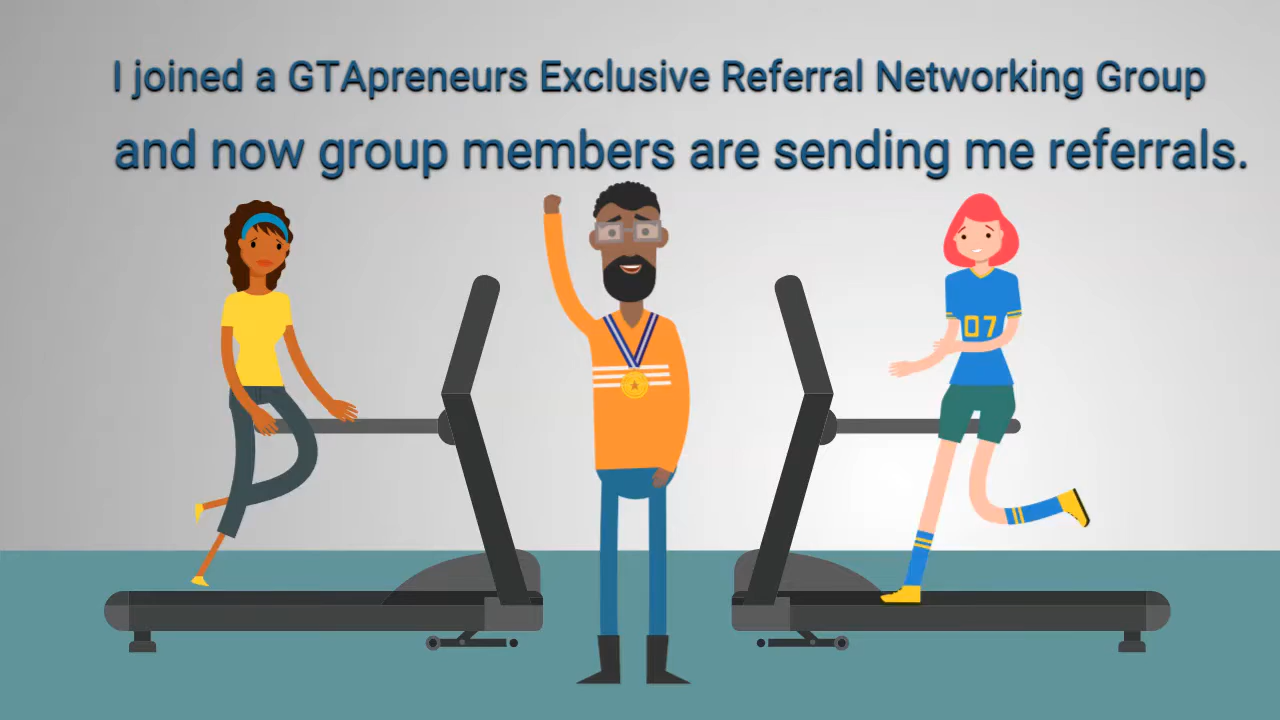 I joined a GTApreneurs Exclusive Referral Networking Group
and now group members are sending me referrals.
07